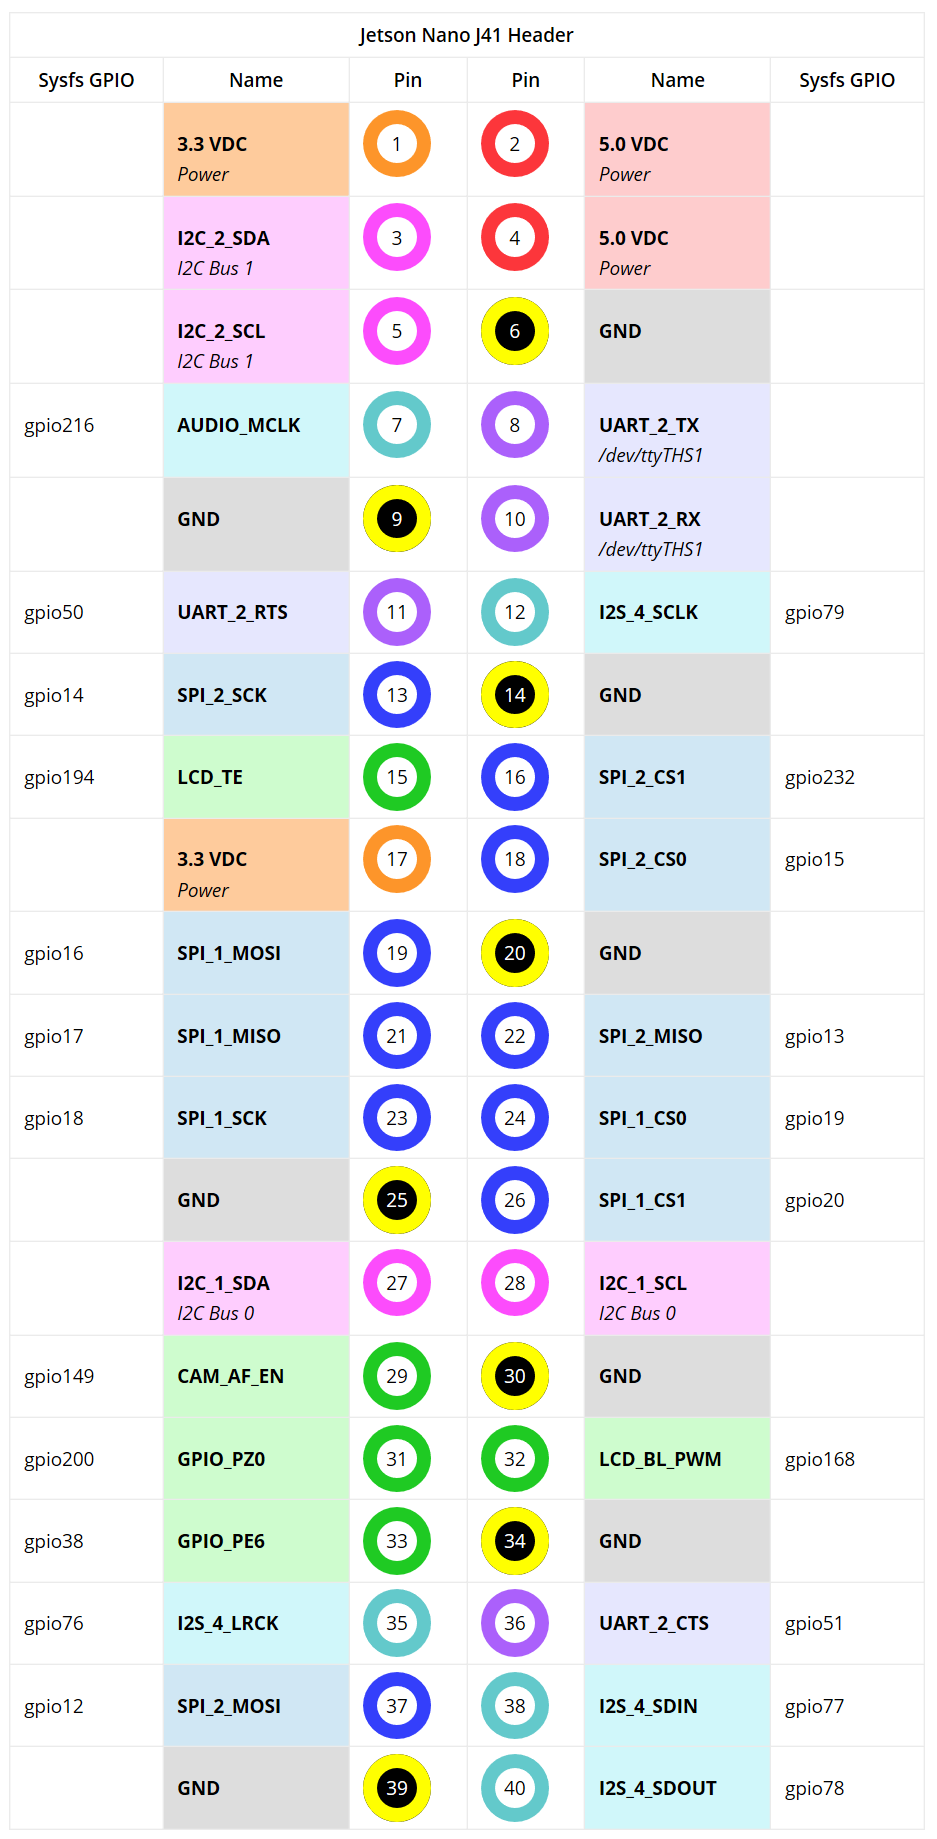 Jetson Nano J41 Header
Sysfs GPIO Name Pin Pin Name Sysfs GPIO
3.3 VDC 1 2 5.0 VDC
Power Power
I2C_2_SDA 3 4 5.0 VDC
I2C Bus 1 Power
I2C_2_SCL 5 6 GND
I2C Bus 1
gpio216 AUDIO_MCLK 7 8 UART_2_TX
/dev/ttyTHS1
GND 9 10 UART_2_RX
/dev/ttyTHS1
gpio50 UART_2_RTS 11 12 I2S_4_SCLK gpio79
gpio14 SPI_2_SCK 13 14 GND
gpio194 LCD_TE 15 16 SPI_2_CS1 gpio232
3.3 VDC 17 18 SPI_2_CS0 gpio15
Power
gpio16 SPI_1_MOSI 19 20 GND
gpio17 SPI_1_MISO 21 22 SPI_2_MISO gpio13
gpio18 SPI_1_SCK 23 24 SPI_1_CS0 gpio19
GND 25 26 SPI_1_CS1 gpio20
I2C_1_SDA 27 28 I2C_1_SCL
I2C Bus 0 I2C Bus 0
gpio149 CAM_AF_EN 29 30 GND
gpio200 GPIO_PZ0 31 32 LCD_BL_PWM gpio168
gpio38 GPIO_PE6 33 34 GND
gpio76 I2S_4_LRCK 35 36 UART_2_CTS gpio51
gpio12 SPI_2_MOSI 37 38 I2S_4_SDIN gpio77
GND 39 40 I2S_4_SDOUT gpio78